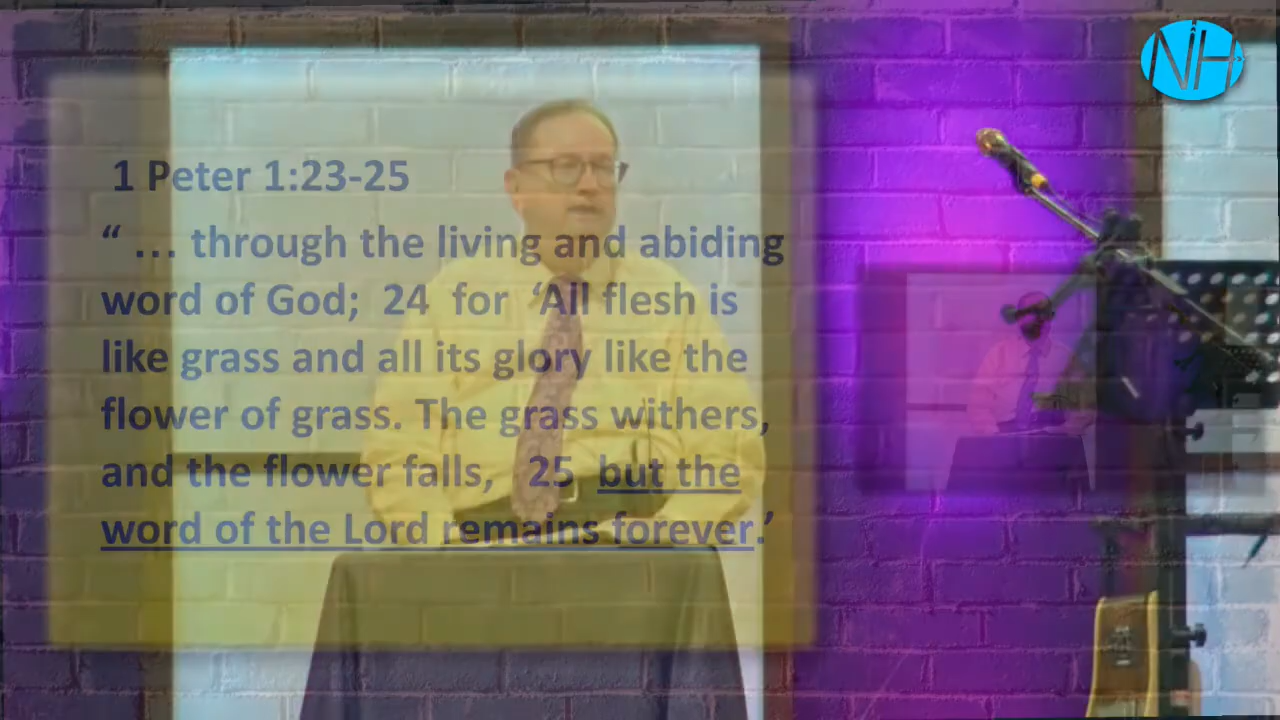 NH
1 Peter 1:23-25
“ … through the living and abiding
word of God; 24 for ‘All flesh is
like grass and all its glory like the
flower of grass. The grass withers,
and the flower falls, 25 but the
word of the Lord remains forever.’